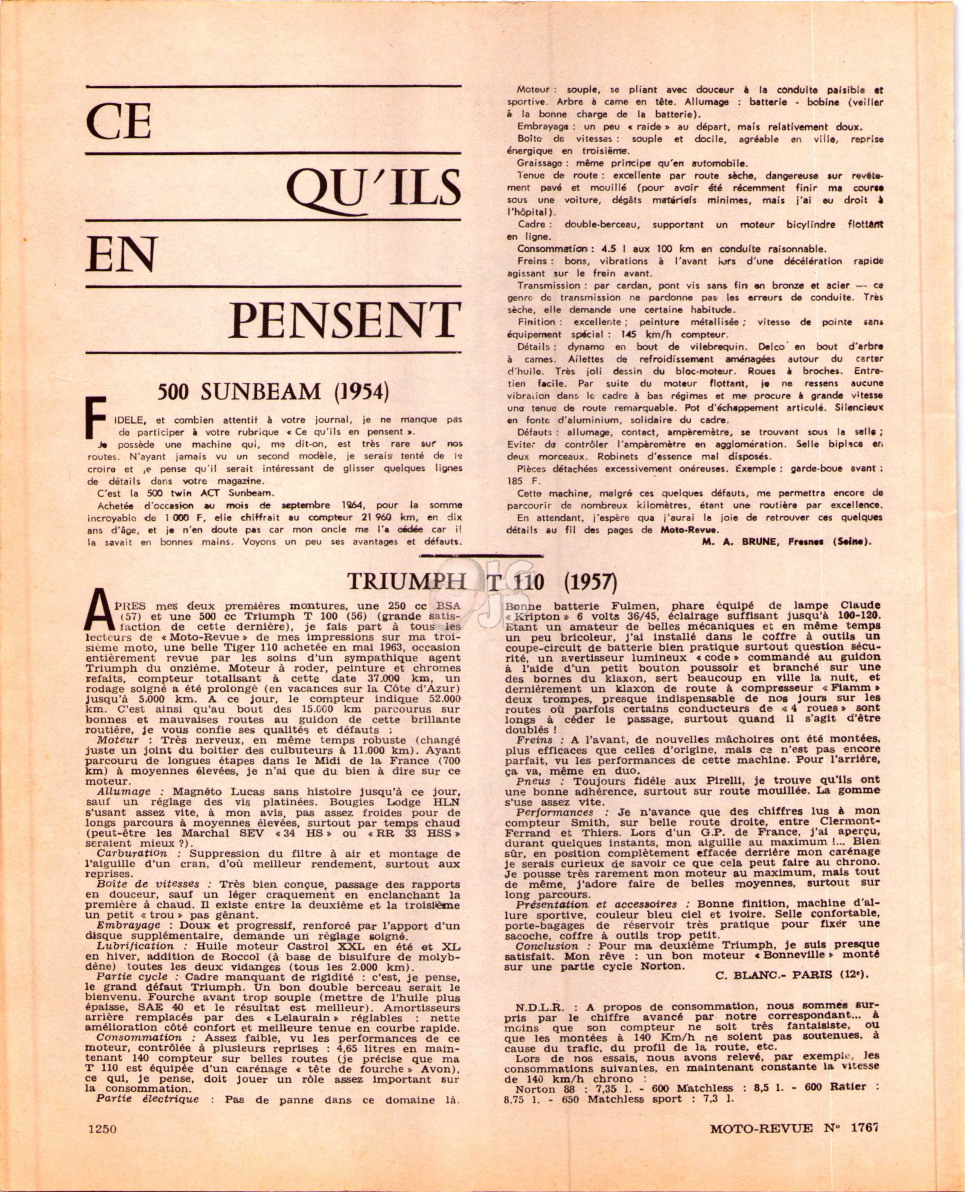 CE
QU'ILS
EN
PENSENT
500 SUNBEAM (1954)
FIDELE, et combien attentif à votre journal, je ne manque pas
de participer à votre rubrique « Ce qu'ils en pensent ».
Je possède une machine qui, me dit-on, est très rare sur nos
routes. N'ayant jamais vu un second modèle, je serais tenté de le
croire et je pense qu'il serait intéressant de glisser quelques lignes
de détails dans votre magazine.
C'est la 500 twin ACT Sunbeam.
Achetée d'occasion au mois de septembre 1964, pour la somme
incroyable de 1 000 F, elle chiffrait au compteur 21 960 km, en dix
ans d'âge, et je n'en doute pas car mon oncle me l'a cédée car il
la savait en bonnes mains. Voyons un peu ses avantages et défauts.
Moteur : souple, se pliant avec douceur à la conduite paisible et
sportive. Arbre à came en tête. Allumage : batterie - bobine (veiller
à la bonne charge de la batterie).
Embrayage : un peu « raide » au départ, mais relativement doux.
Boîte de vitesses : souple et docile, agréable en ville, reprise
énergique en troisième.
Graissage : même principe qu'en automobile.
Tenue de route : excellente par route sèche, dangereuse sur revête-
ment pavé et mouillé (pour avoir été récemment finir ma course
sous une voiture, dégâts matériels minimes, mais j'ai eu droit à
l'hôpital).
Cadre : double-berceau, supportant un moteur bicylindre flottant
en ligne.
Consommation : 4.5 l aux 100 km en conduite raisonnable.
Freins : bons, vibrations à l'avant lors d'une décélération rapide
agissant sur le frein avant.
Transmission : par cardan, pont vis sans fin en bronze et acier — ce
genre de transmission ne pardonne pas les erreurs de conduite. Très
sèche, elle demande une certaine habitude.
Finition : excellente ; peinture métallisée ; vitesse de pointe sans
équipement spécial : 145 km/h compteur.
Détails : dynamo en bout de vilebrequin. Delco en bout d'arbre
à cames. Ailettes de refroidissement aménagées autour du carter
d'huile. Très joli dessin du bloc-moteur. Roues à broches. Entre-
tien facile. Par suite du moteur flottant, je ne ressens aucune
vibration dans le cadre à bas régimes et me procure à grande vitesse
une tenue de route remarquable. Pot d'échappement articulé. Silencieux
en fonte d'aluminium, solidaire du cadre.
Défauts : allumage, contact, ampèremètre, se trouvant sous la selle ;
Eviter de contrôler l'ampèremètre en agglomération. Selle biplace en
deux morceaux. Robinets d'essence mal disposés.
Pièces détachées excessivement onéreuses. Exemple : garde-boue avant :
185 F.
Cette machine, malgré ces quelques défauts, me permettra encore de
parcourir de nombreux kilomètres, étant une routière par excellence.
En attendant, j'espère que j'aurai la joie de retrouver ces quelques
détails au fil des pages de Moto-Revue.
M. A. BRUNE, Fresnes (Seine).
TRIUMPH T 110 (1957)
APRES mes deux premières montures, une 250 cc BSA
(57) et une 500 cc Triumph T 100 (56) (grande satis-
faction de cette dernière), je fais part à tous les
lecteurs de « Moto-Revue » de mes impressions sur ma troi-
sième moto, une belle Tiger 110 achetée en mai 1963, occasion
entièrement revue par les soins d'un sympathique agent
Triumph du onzième. Moteur à roder, peinture et chromes
refaits, compteur totalisant à cette date 37.000 km, un
rodage soigné a été prolongé (en vacances sur la Côte d'Azur)
jusqu'à 5.000 km. A ce jour, le compteur indique 52.000
km. C'est ainsi qu'au bout des 15.000 km parcourus sur
bonnes et mauvaises routes au guidon de cette brillante
routière, je vous confie ses qualités et défauts :
Moteur : Très nerveux, en même temps robuste (changé
juste un joint du boîtier des culbuteurs à 11.000 km). Ayant
parcouru de longues étapes dans le Midi de la France (700
km) à moyennes élevées, je n'ai que du bien à dire sur ce
moteur.
Allumage : Magnéto Lucas sans histoire jusqu'à ce jour,
sauf un réglage des vis platinées. Bougies Lodge HLN
s'usant assez vite, à mon avis, pas assez froides pour de
longs parcours à moyennes élevées, surtout par temps chaud
(peut-être les Marchal SEV « 34 HS » ou « RR 33 HSS »
seraient mieux ?).
Carburation : Suppression du filtre à air et montage de
l'aiguille d'un cran, d'où meilleur rendement, surtout aux
reprises.
Boite de vitesses : Très bien conçue, passage des rapports
en douceur, sauf un léger craquement en enclanchant la
première à chaud. Il existe entre la deuxième et la troisième
un petit « trou » pas gênant.
Embrayage : Doux et progressif, renforcé par l'apport d'un
disque supplémentaire, demande un réglage soigné.
Lubrification : Huile moteur Castrol XXL en été et XL
en hiver, addition de Roccol (à base de bisulfure de molyb-
dène) toutes les deux vidanges (tous les 2.000 km).
Partie cycle : Cadre manquant de rigidité : c'est, je pense,
le grand défaut Triumph. Un bon double berceau serait le
bienvenu. Fourche avant trop souple (mettre de l'huile plus
épaisse, SAE 40 et le résultat est meilleur). Amortisseurs
arrière remplacés par des « Lelaurain » réglables : nette
amélioration côté confort et meilleure tenue en courbe rapide.
Consommation : Assez faible, vu les performances de ce
moteur, contrôlée à plusieurs reprises : 4,65 litres en main-
tenant 140 compteur sur belles routes (je précise que ma
T 110 est équipée d'un carénage « tête de fourche » Avon),
ce qui, je pense, doit jouer un rôle assez important sur
la consommation.
Partie électrique : Pas de panne dans ce domaine là.
Bonne batterie Fulmen, phare équipé de lampe Claude
« Kripton » 6 volts 36/45, éclairage suffisant jusqu'à 100-120.
Etant un amateur de belles mécaniques et en même temps
un peu bricoleur, j'ai installé dans le coffre à outils un
coupe-circuit de batterie bien pratique surtout question sécu-
rité, un avertisseur lumineux « code » commandé au guidon
à l'aide d'un petit bouton poussoir et branché sur une
des bornes du klaxon, sert beaucoup en ville la nuit, et
dernièrement un klaxon de route à compresseur « Fiamm »
deux trompes, presque indispensable de nos jours sur les
routes où parfois certains conducteurs de « 4 roues » sont
longs à céder le passage, surtout quand il s'agit d'être
doublés !
Freins : A l'avant, de nouvelles mâchoires ont été montées,
plus efficaces que celles d'origine, mais ce n'est pas encore
parfait, vu les performances de cette machine. Pour l'arrière,
ça va, même en duo.
Pneus : Toujours fidèle aux Pirelli, je trouve qu'ils ont
une bonne adhérence, surtout sur route mouillée. La gomme
s'use assez vite.
Performances : Je n'avance que des chiffres lus à mon
compteur Smith, sur belle route droite, entre Clermont-
Ferrand et Thiers. Lors d'un G.P. de France, j'ai aperçu,
durant quelques instants, mon aiguille au maximum !... Bien
sûr, en position complètement effacée derrière mon carénage
je serais curieux de savoir ce que cela peut faire au chrono.
Je pousse très rarement mon moteur au maximum, mais tout
de même, j'adore faire de belles moyennes, surtout sur
long parcours.
Présentation et accessoires : Bonne finition, machine d'al-
lure sportive, couleur bleu ciel et ivoire. Selle confortable,
porte-bagages de réservoir très pratique pour fixer une
sacoche, coffre à outils trop petit.
Conclusion : Pour ma deuxième Triumph, je suis presque
satisfait. Mon rêve : un bon moteur « Bonneville » monté
sur une partie cycle Norton.
C. BLANC.- PARIS (12e).
N.D.L.R. : A propos de consommation, nous sommes sur-
pris par le chiffre avancé par notre correspondant... à
moins que son compteur ne soit très fantaisiste, ou
que les montées à 140 Km/h ne soient pas soutenues, à
cause du trafic, du profil de la route, etc.
Lors de nos essais, nous avons relevé, par exemple, les
consommations suivantes, en maintenant constante la vitesse
de 140 km/h chrono :
Norton 88 : 7,35 l. - 600 Matchless : 8,5 l. - 600 Ratier :
8,75 l. - 650 Matchless sport : 7,3 l.
1250
MOTO-REVUE N° 1767